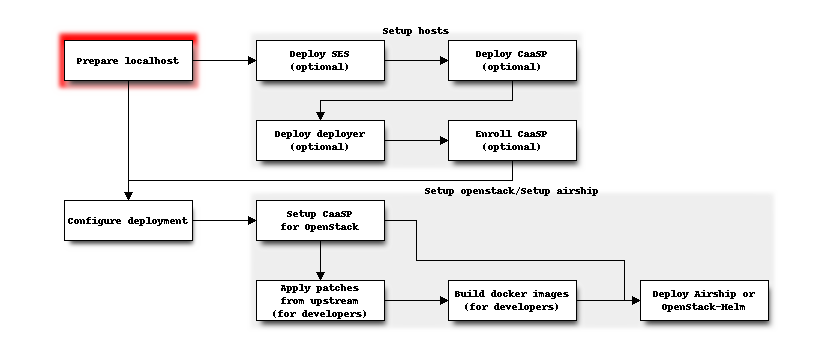 Setup hosts
Prepare localhost
Deploy SES
(optional)
Deploy CaaSP
(optional)
Deploy deployer
(optional)
Enroll CaaSP
(optional)
Setup openstack/Setup airship
Configure deployment
Setup CaaSP
for OpenStack
Apply patches
from upstream
(for developers)
Build docker images
(for developers)
Deploy Airship or
OpenStack-Helm